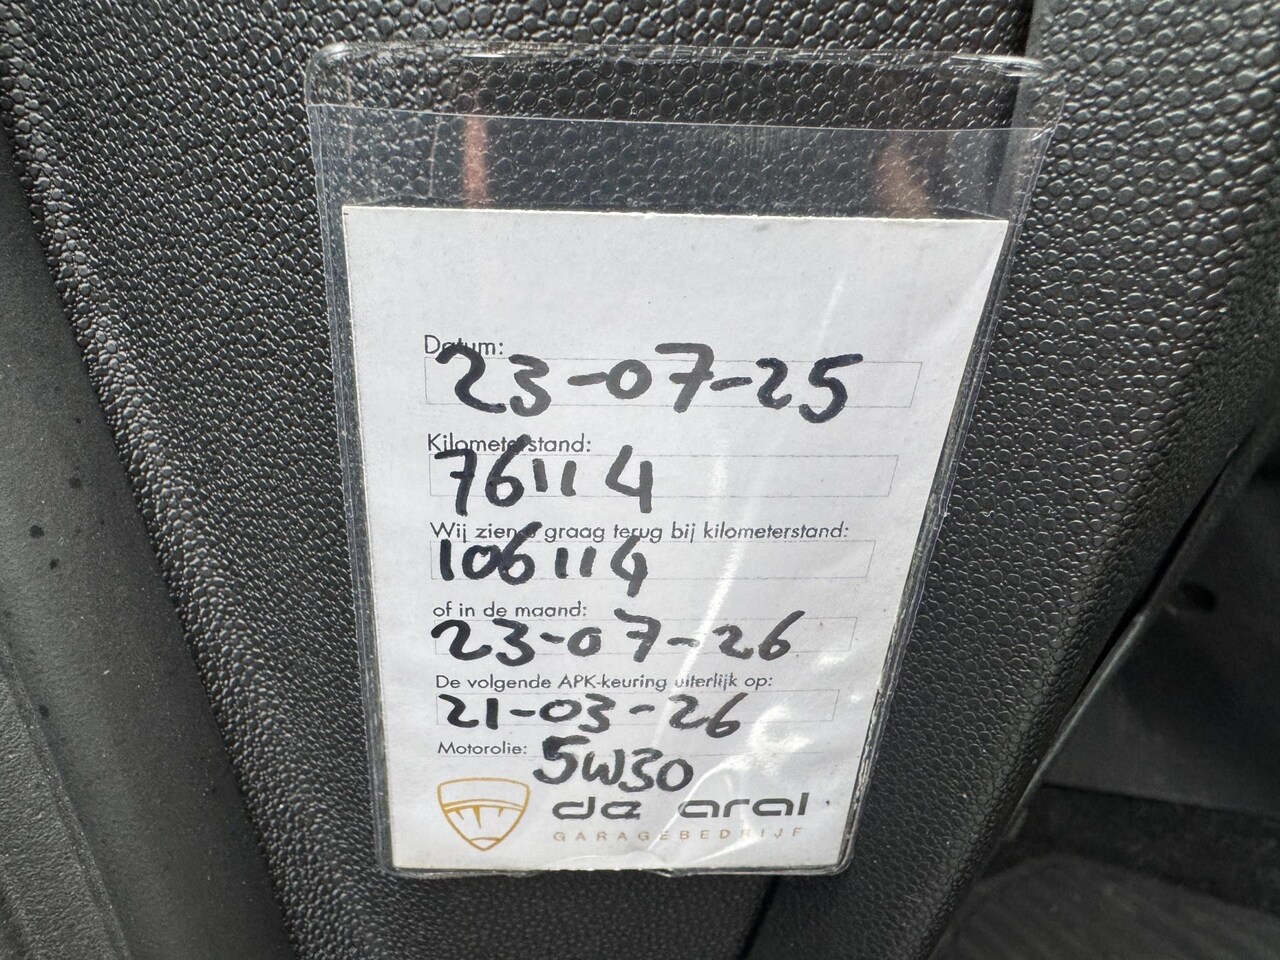 Datum:
23-07-25
Kilometerstand:
76114
Wij zien u graag terug bij kilometerstand:
106114
of in de maand:
23-07-26
De volgende APK-keuring uiterlijk op:
21-03-26
Motorolie: 5W30
de aral
GARAGEBEDRIJF